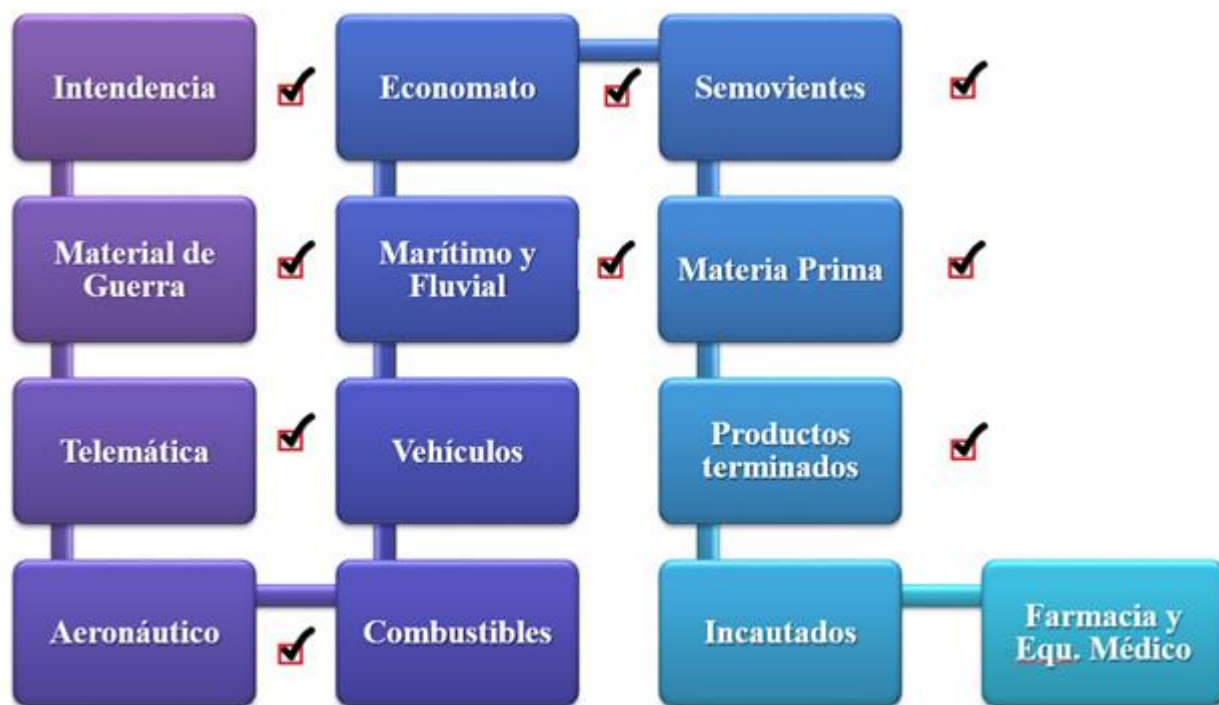 Intendencia
Material de
Guerra
Telemática
Aeronáutico
Combustibles
Vehículos
Marítimo y
Fluvial
Economato
Semovientes
Materia Prima
Productos
terminados
Incautados
Farmacia y
Equ. Médico